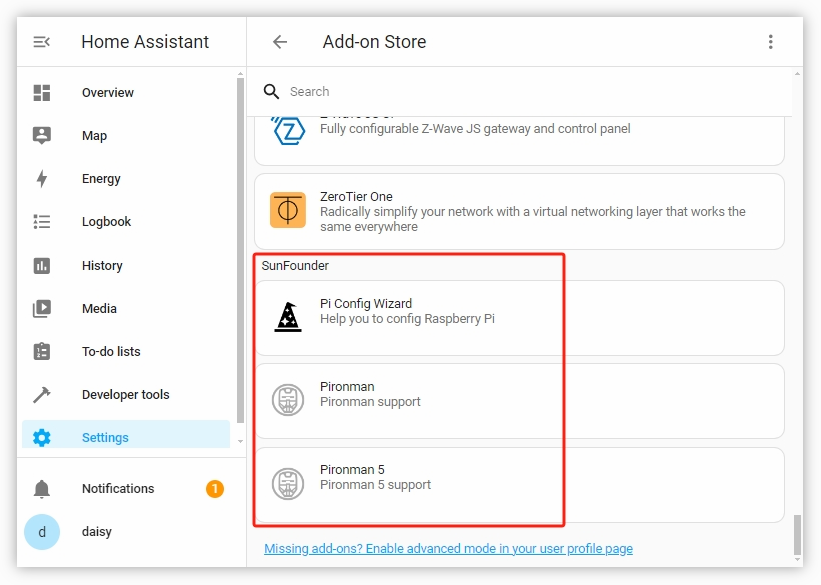 Home Assistant
Add-on Store
Search
Overview
Map
Energy
Logbook
History
Media
To-do lists
Developer tools
Settings
Notifications
1
d
daisy
Fully configurable Z-Wave JS gateway and control panel
ZeroTier One
Radically simplify your network with a virtual networking layer that works the
same everywhere
SunFounder
Pi Config Wizard
Help you to config Raspberry Pi
Pironman
Pironman support
Pironman 5
Pironman 5 support
Missing add-ons? Enable advanced mode in your user profile page